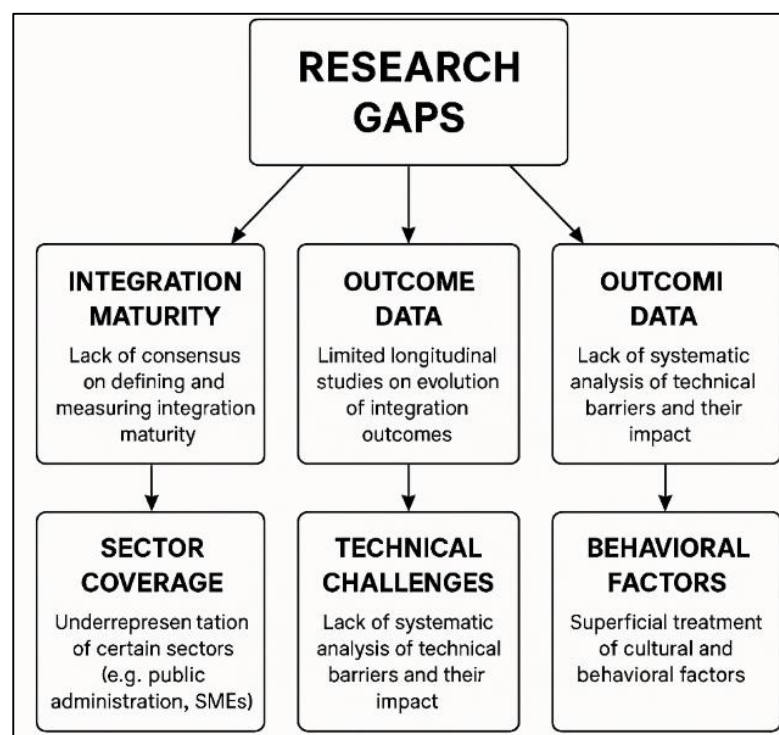 RESEARCH
GAPS
INTEGRATION
MATURITY
Lack of consensus
on defining and
measuring integration
maturity
OUTCOME
DATA
Limited longitudinal
studies on evolution
of integration
outcomes
OUTCOMI
DATA
Lack of systematic
analysis of technical
barriers and their
impact
SECTOR
COVERAGE
Underrepresen tation
of certain sectors
(e.g. public
administration, SMEs)
TECHNICAL
CHALLENGES
Lack of systematic
analysis of technical
barriers and their
impact
BEHAVIORAL
FACTORS
Superficial treatment
of cultural and
behavioral factors